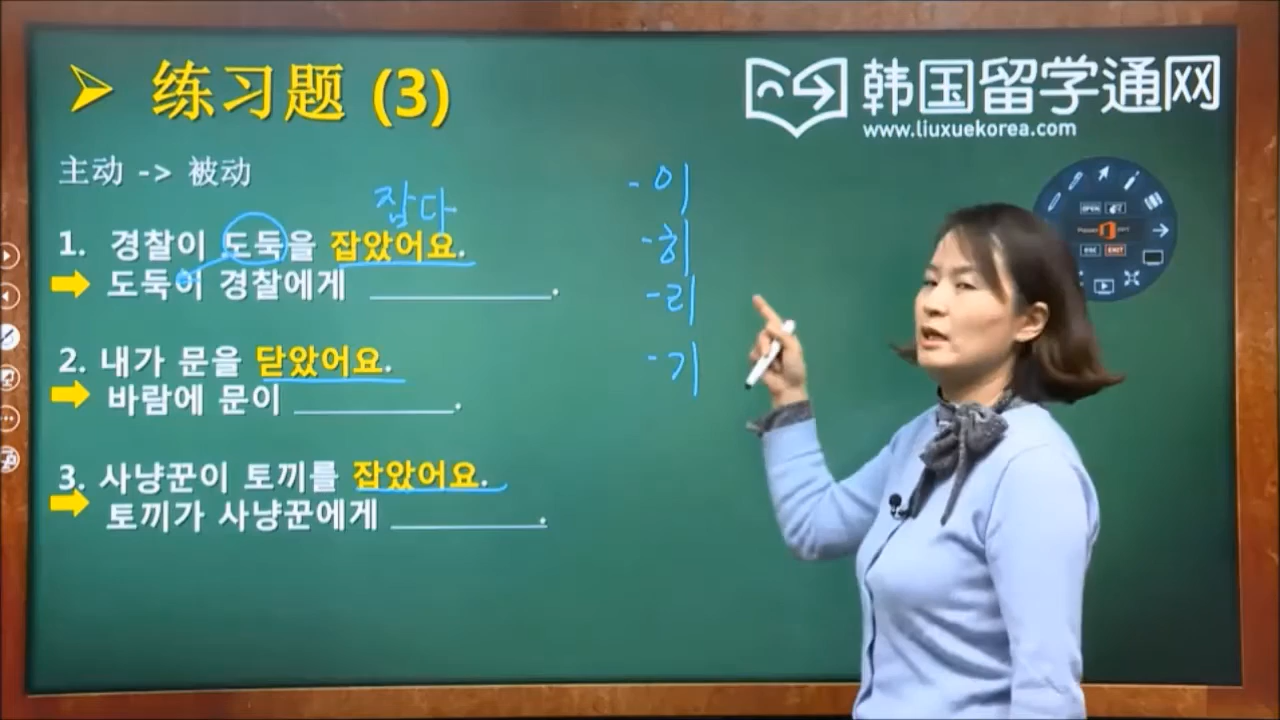 练习题 (3)
韩国留学通网
www.liuxuekorea.com
主动 -> 被动
잡다
1. 경찰이 도둑을 잡았어요.
도둑이 경찰에게 ____________.
2. 내가 문을 닫았어요.
바람에 문이 ____________.
3. 사냥꾼이 토끼를 잡았어요.
토끼가 사냥꾼에게 ____________.
-이
-히
-리
-기